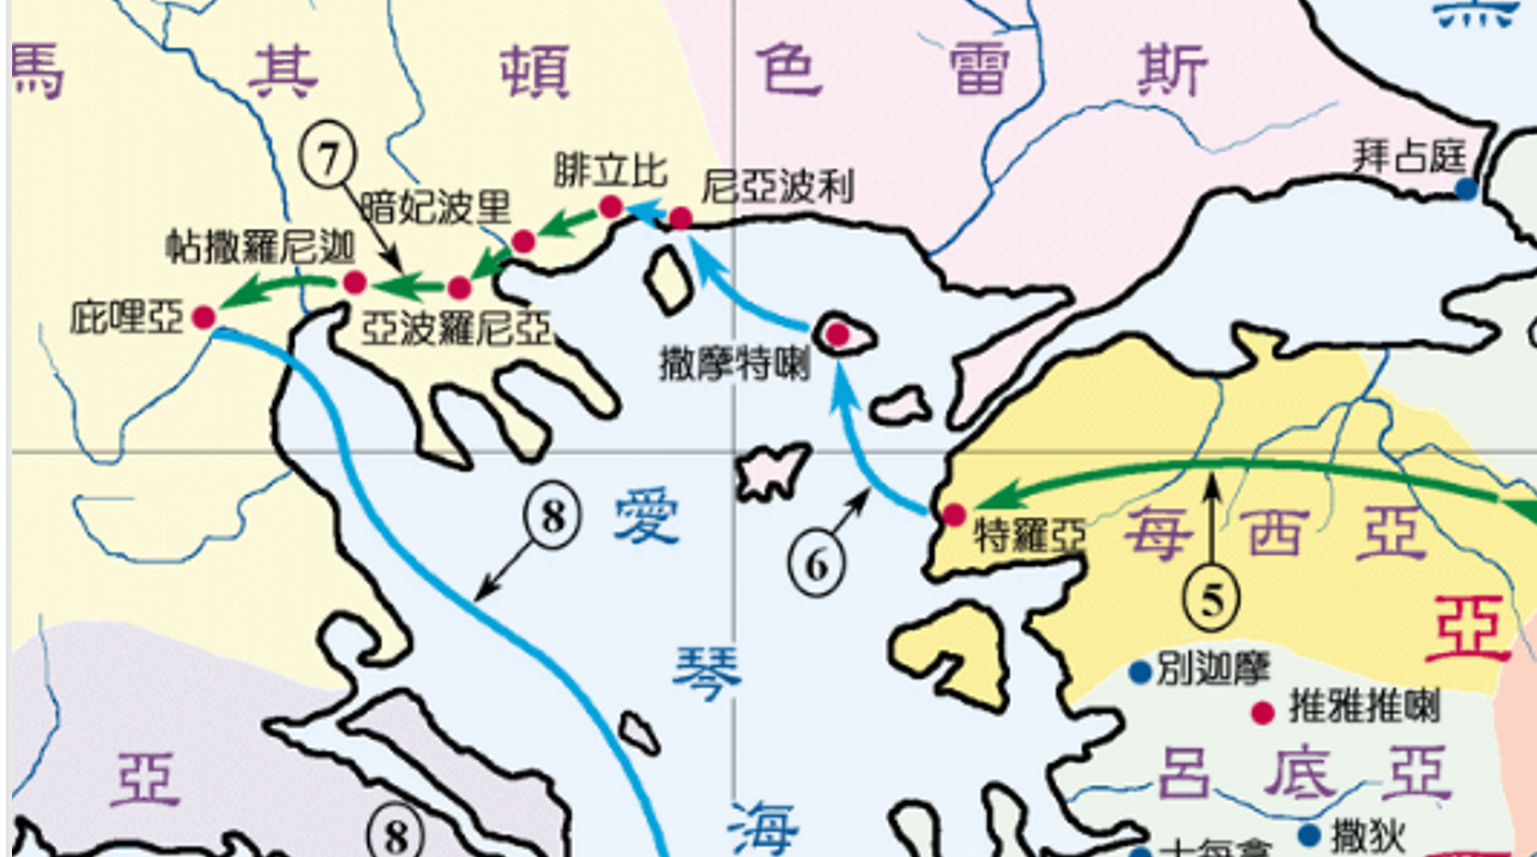 馬其頓
色雷斯
拜占庭
腓立比
尼亞波利
⑦
暗妃波里
帖撒羅尼迦
庇哩亞
亞波羅尼亞
撒摩特喇
愛琴海
⑧
⑥
特羅亞
每西亞
⑤
亞
別迦摩
推雅推喇
呂底亞
亞
⑧
撒狄